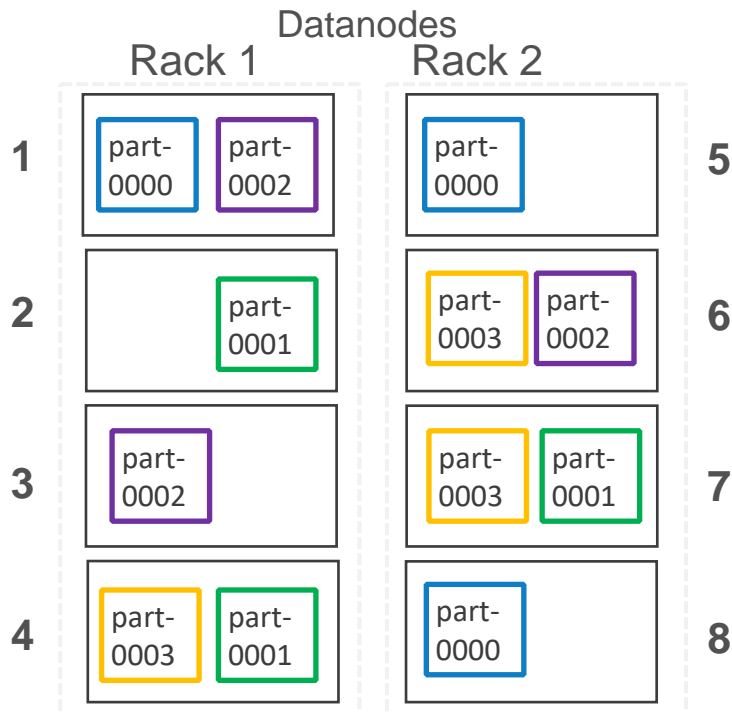 Datanodes
Rack 1 Rack 2
1
part-
0000
part-
0002
part-
0000
5
2
part-
0001
part-
0003
part-
0002
6
3
part-
0002
part-
0003
part-
0001
7
4
part-
0003
part-
0001
part-
0000
8